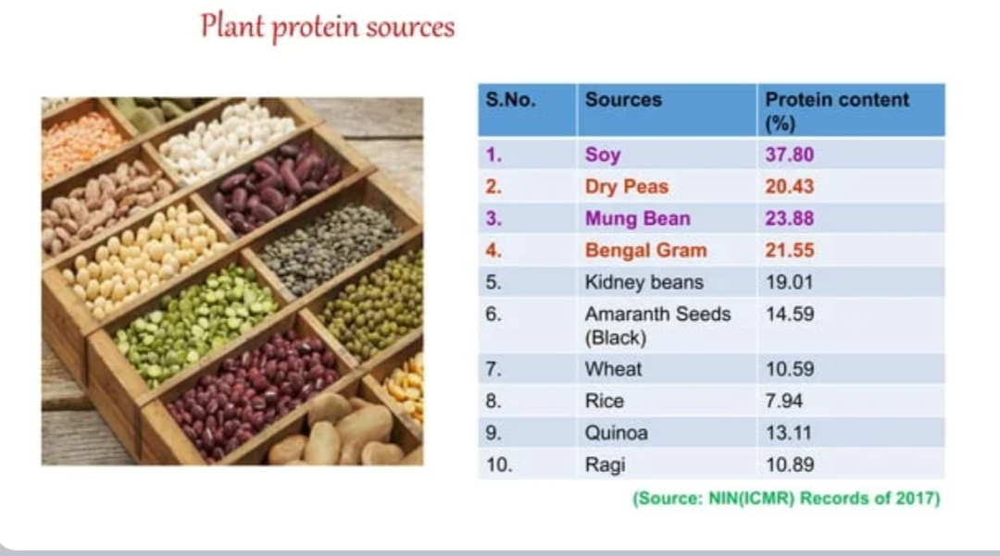 Plant protein sources
S.No. Sources Protein content
(%)
1. Soy 37.80
2. Dry Peas 20.43
3. Mung Bean 23.88
4. Bengal Gram 21.55
5. Kidney beans 19.01
6. Amaranth Seeds 14.59
(Black)
7. Wheat 10.59
8. Rice 7.94
9. Quinoa 13.11
10. Ragi 10.89
(Source: NIN(ICMR) Records of 2017)